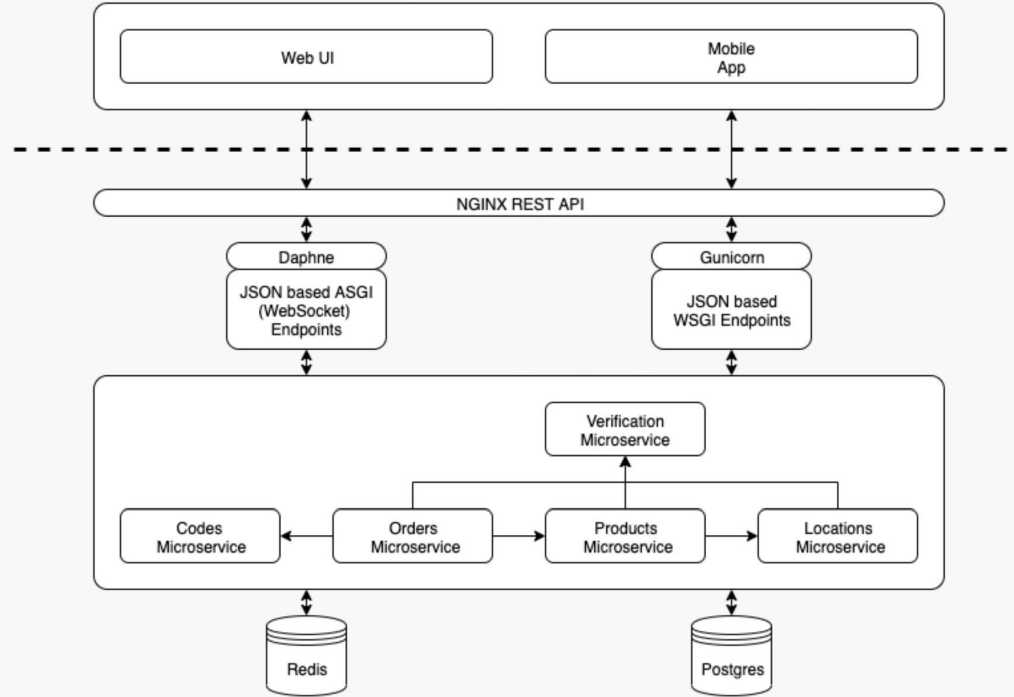 Web UI
Mobile
App
NGINX REST API
Daphne
JSON based ASGI
(WebSocket)
Endpoints
Gunicorn
JSON based
WSGI Endpoints
Verification
Microservice
Codes
Microservice
Orders
Microservice
Products
Microservice
Locations
Microservice
Redis
Postgres